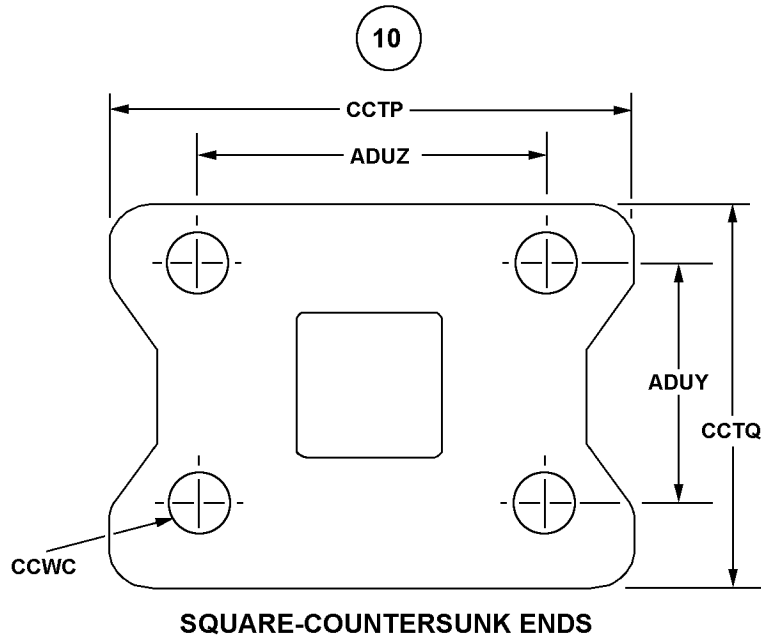 10
CCTP
ADUZ
ADUY
CCTQ
CCWC
SQUARE-COUNTERSUNK ENDS